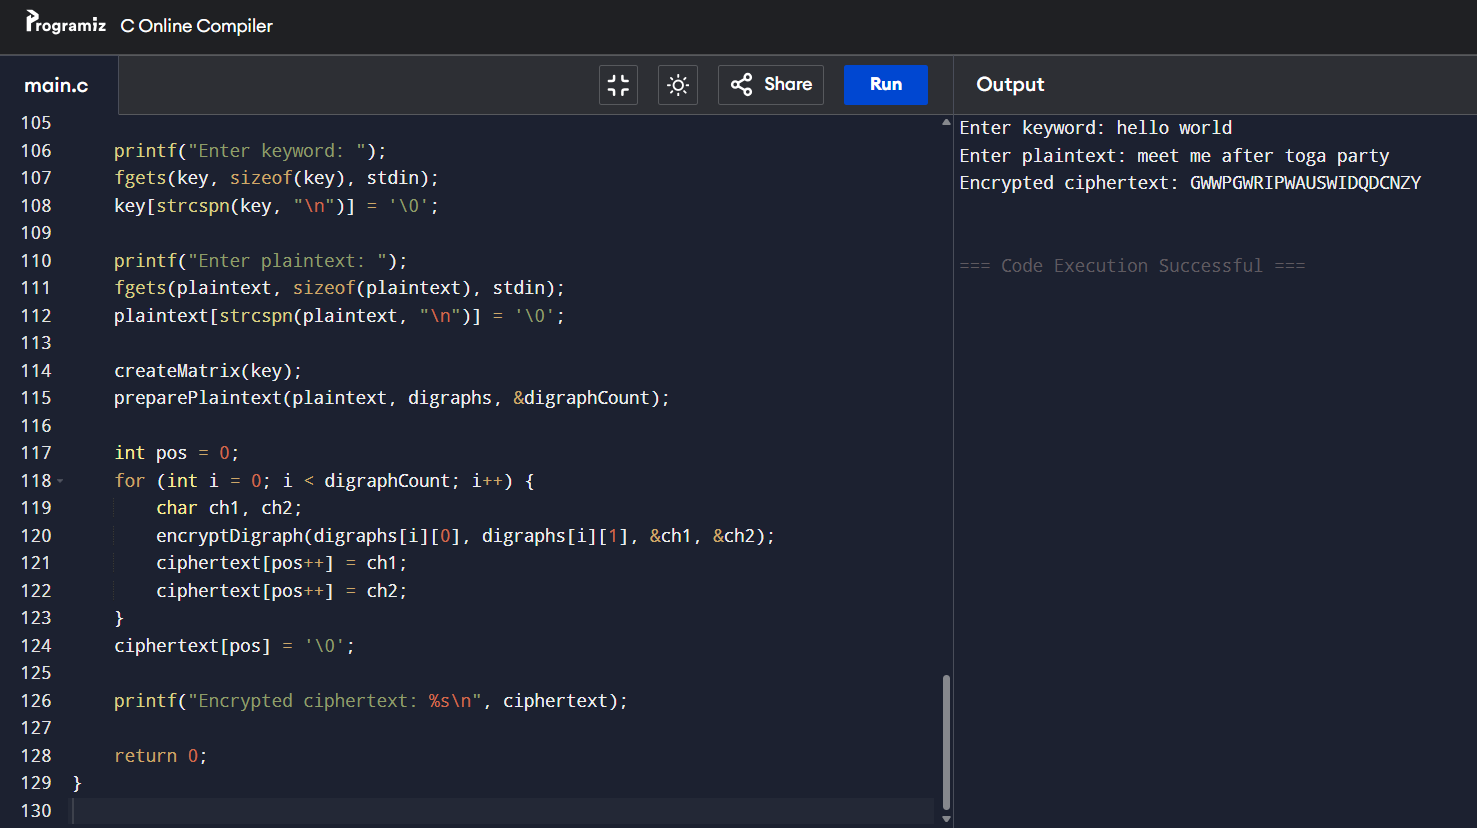 Programiz C Online Compiler
main.c
Share
Run
Output
105
106 printf("Enter keyword: ");
107 fgets(key, sizeof(key), stdin);
108 key[strcspn(key, "\n")] = '\0';
109
110 printf("Enter plaintext: ");
111 fgets(plaintext, sizeof(plaintext), stdin);
112 plaintext[strcspn(plaintext, "\n")] = '\0';
113
114 createMatrix(key);
115 preparePlaintext(plaintext, digraphs, &digraphCount);
116
117 int pos = 0;
118 for (int i = 0; i < digraphCount; i++) {
119 char ch1, ch2;
120 encryptDigraph(digraphs[i][0], digraphs[i][1], &ch1, &ch2);
121 ciphertext[pos++] = ch1;
122 ciphertext[pos++] = ch2;
123 }
124 ciphertext[pos] = '\0';
125
126 printf("Encrypted ciphertext: %s\n", ciphertext);
127
128 return 0;
129 }
130
Enter keyword: hello world
Enter plaintext: meet me after toga party
Encrypted ciphertext: GWWPGWRIPWAUSWIDQDCNZY
=== Code Execution Successful ===